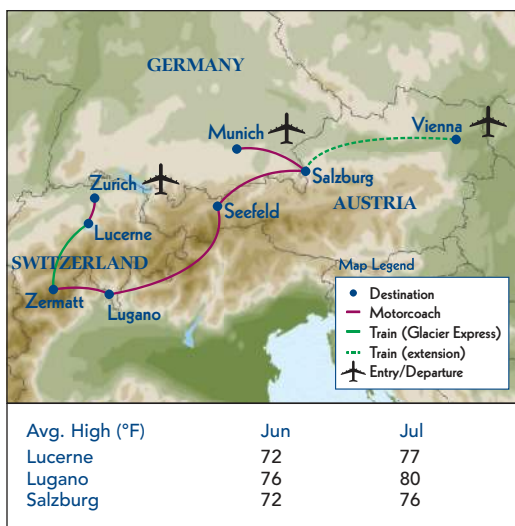 GERMANY
Munich
Vienna
Salzburg
Zurich
AUSTRIA
Seefeld
Lucerne
SWITZERLAND
Zermatt
Lugano
Map Legend
Destination
Motorcoach
Train (Glacier Express)
Train (extension)
Entry/Departure
Avg. High (°F) Jun Jul
Lucerne 72 77
Lugano 76 80
Salzburg 72 76